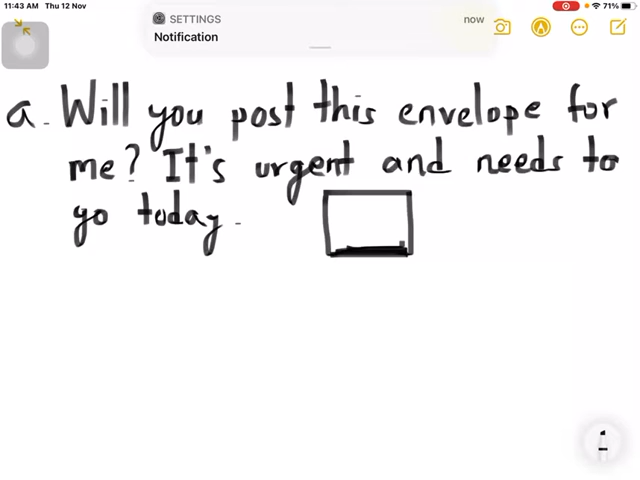 11:43 AM Thu 12 Nov
71%
SETTINGS
now
Notification
a. Will you post this envelope for
me? It's urgent and needs to
go today.